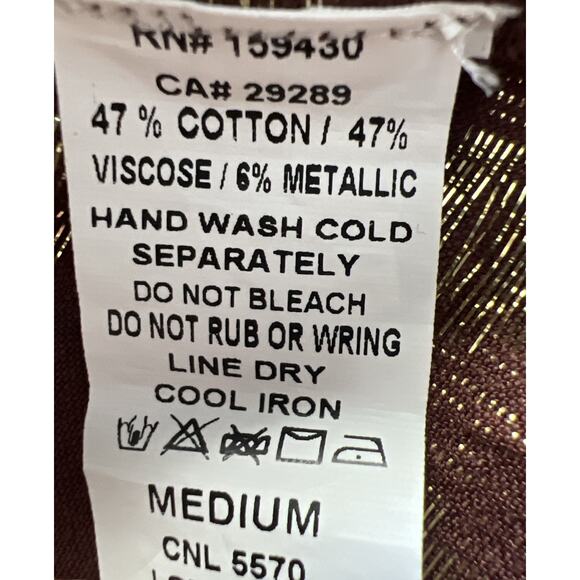 RN# 159430
CA# 29289
47 % COTTON / 47%
VISCOSE / 6% METALLIC
HAND WASH COLD
SEPARATELY
DO NOT BLEACH
DO NOT RUB OR WRING
LINE DRY
COOL IRON
MEDIUM
CNL 5570